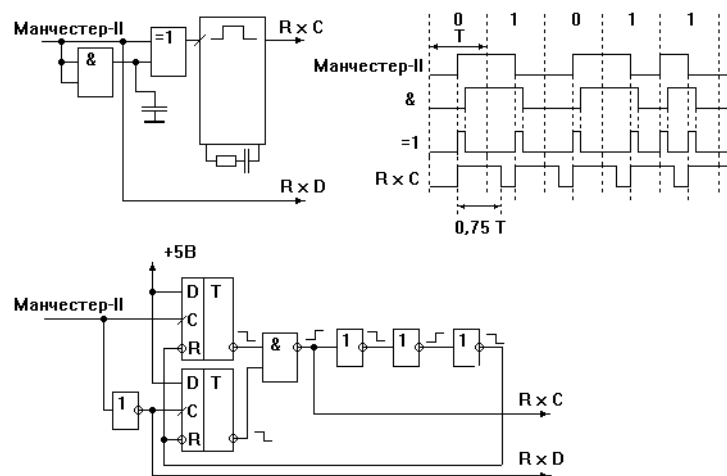 Манчестер-II
&
=1
R x C
R x D
0 1 0 1 1
T
Манчестер-II
&
=1
R x C
0,75 T
+5В
Манчестер-II
D T
C
R
&
1
1
1
D T
C
R
1
R x C
R x D